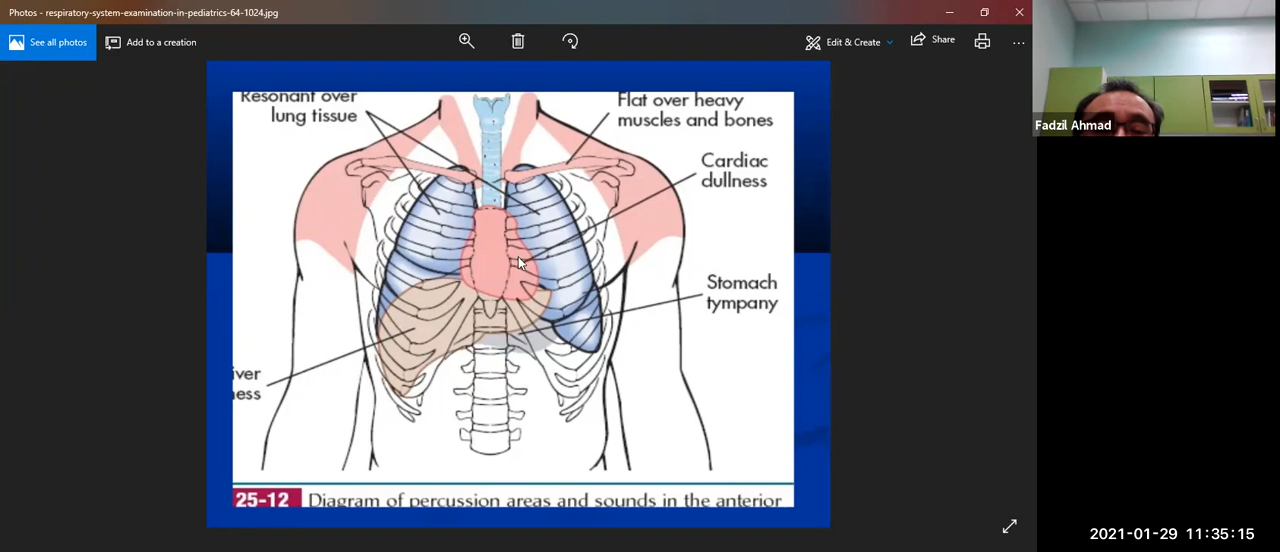 Photos - respiratory-system-examination-in-pediatrics-64-1024.jpg
See all photos
Add to a creation
Edit & Create
Share
Resonant over
lung tissue
Flat over heavy
muscles and bones
Cardiac
dullness
Stomach
tympany
iver
ness
25-12 Diagram of percussion areas and sounds in the anterior
Fadzil Ahmad
2021-01-29 11:35:15